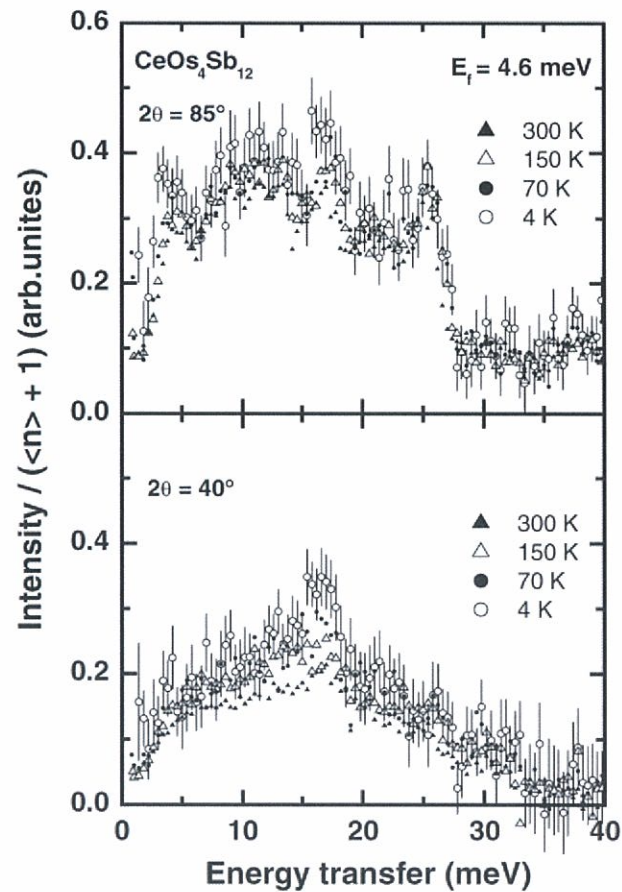 0.6
CeOs₄Sb₁₂
E_f = 4.6 meV
2θ = 85°
300 K
150 K
70 K
4 K
0.4
0.2
0.0
2θ = 40°
300 K
150 K
70 K
4 K
0.4
0.2
0.0
0 10 20 30 40
Energy transfer (meV)
Intensity / (<n> + 1) (arb.unites)